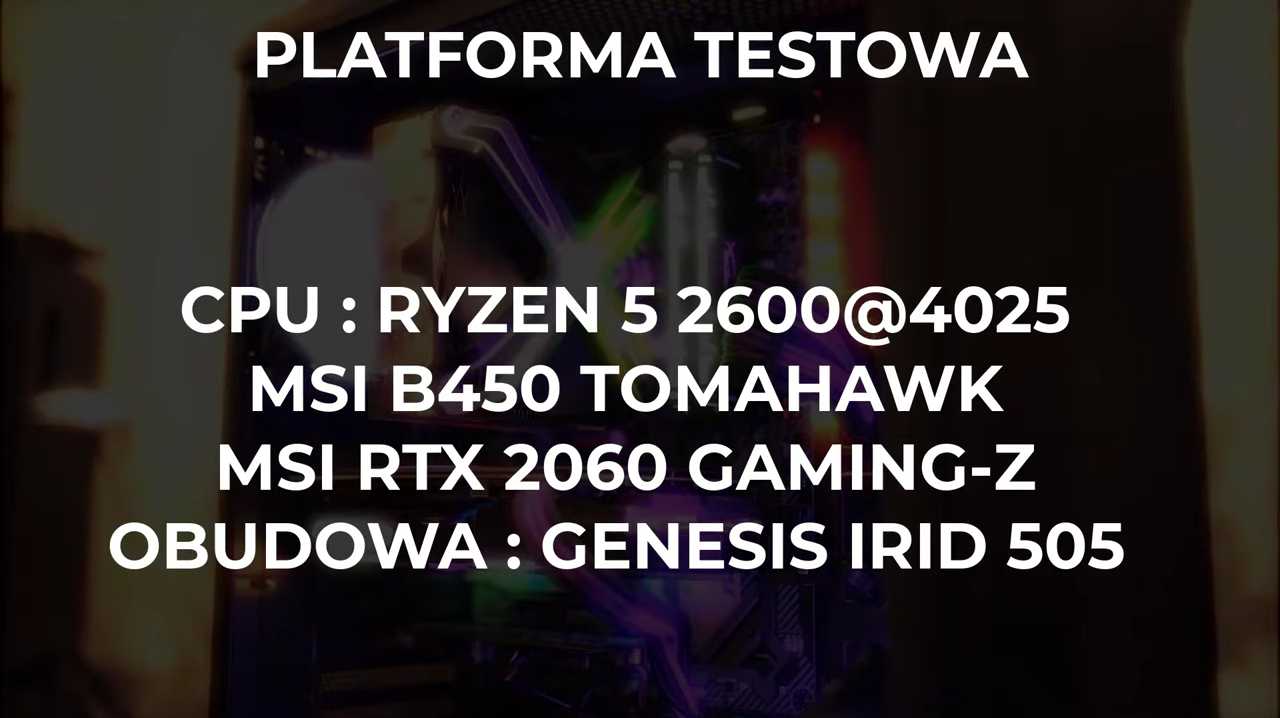 PLATFORMA TESTOWA
CPU : RYZEN 5 2600@4025
MSI B450 TOMAHAWK
MSI RTX 2060 GAMING-Z
OBUDOWA : GENESIS IRID 505